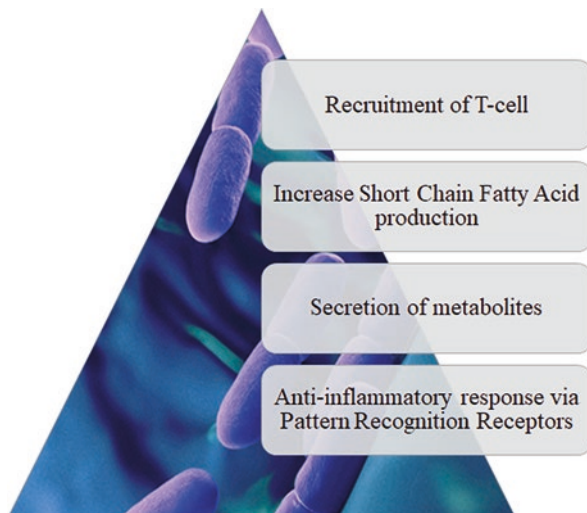 Recruitment of T-cell
Increase Short Chain Fatty Acid
production
Secretion of metabolites
Anti-inflammatory response via
Pattern Recognition Receptors